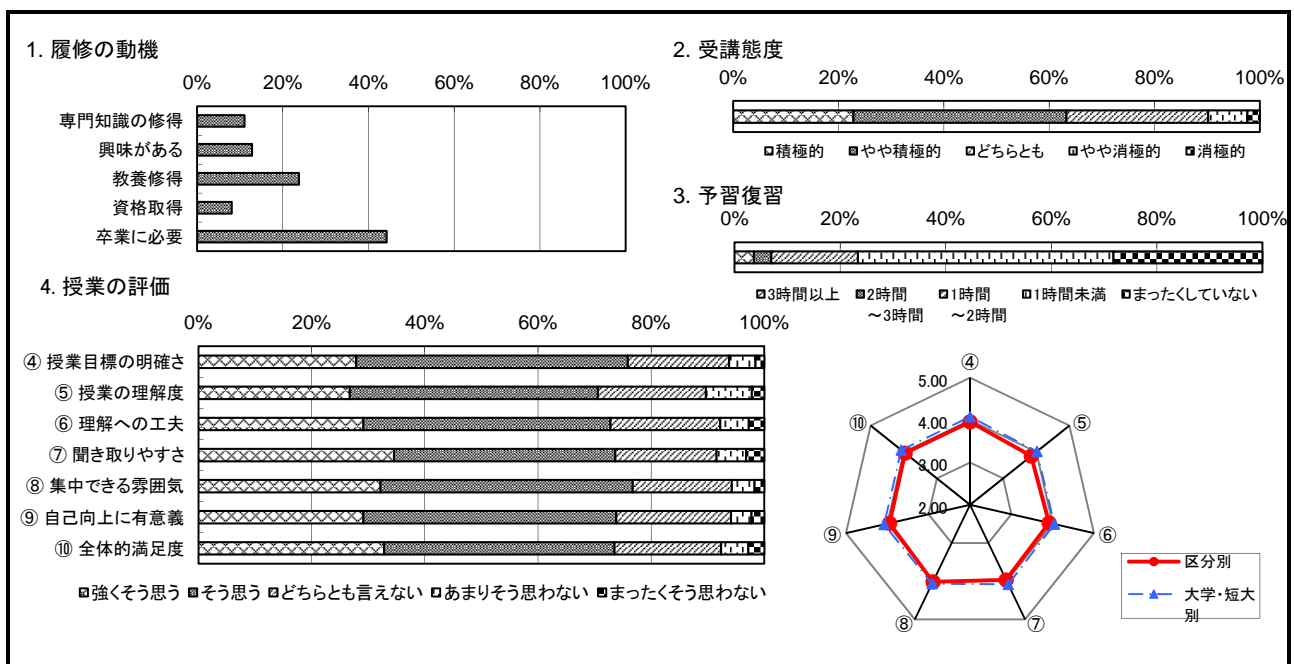 1. 履修の動機
0% 20% 40% 60% 80% 100%
専門知識の修得
興味がある
教養修得
資格取得
卒業に必要
2. 受講態度
0% 20% 40% 60% 80% 100%
積極的 やや積極的 どちらとも やや消極的 消極的
3. 予習復習
0% 20% 40% 60% 80% 100%
3時間以上 2時間 1時間 1時間未満 まったくしていない
～3時間 ～2時間
4. 授業の評価
0% 20% 40% 60% 80% 100%
④ 授業目標の明確さ
⑤ 授業の理解度
⑥ 理解への工夫
⑦ 聞き取りやすさ
⑧ 集中できる雰囲気
⑨ 自己向上に有意義
⑩ 全体的満足度
強くそう思う そう思う どちらとも言えない あまりそう思わない まったくそう思わない
④
5.00
⑩ ⑤
4.00
3.00
2.00
⑨ ⑥
⑧ ⑦
区分別
大学・短大
別